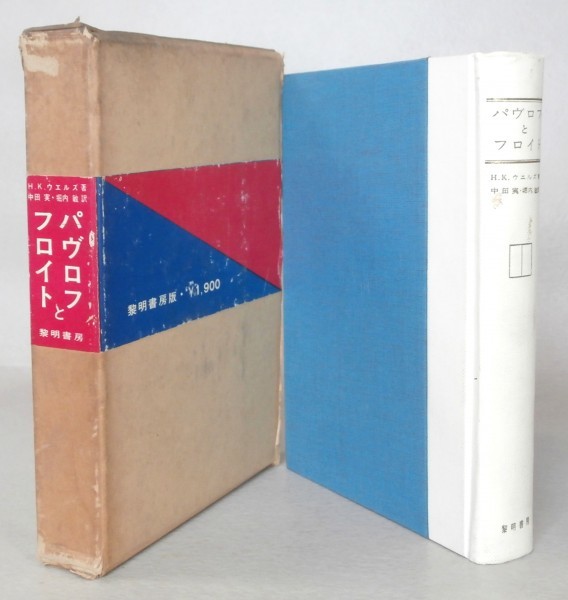 H.K.ウエルズ著
中田 実・堀内 敏訳
パヴロフと
フロイト
黎明書房
黎明書房版・¥1,900
パヴロフ
と
フロイト
H.K.ウエルズ
中田 実・堀内
黎明書房